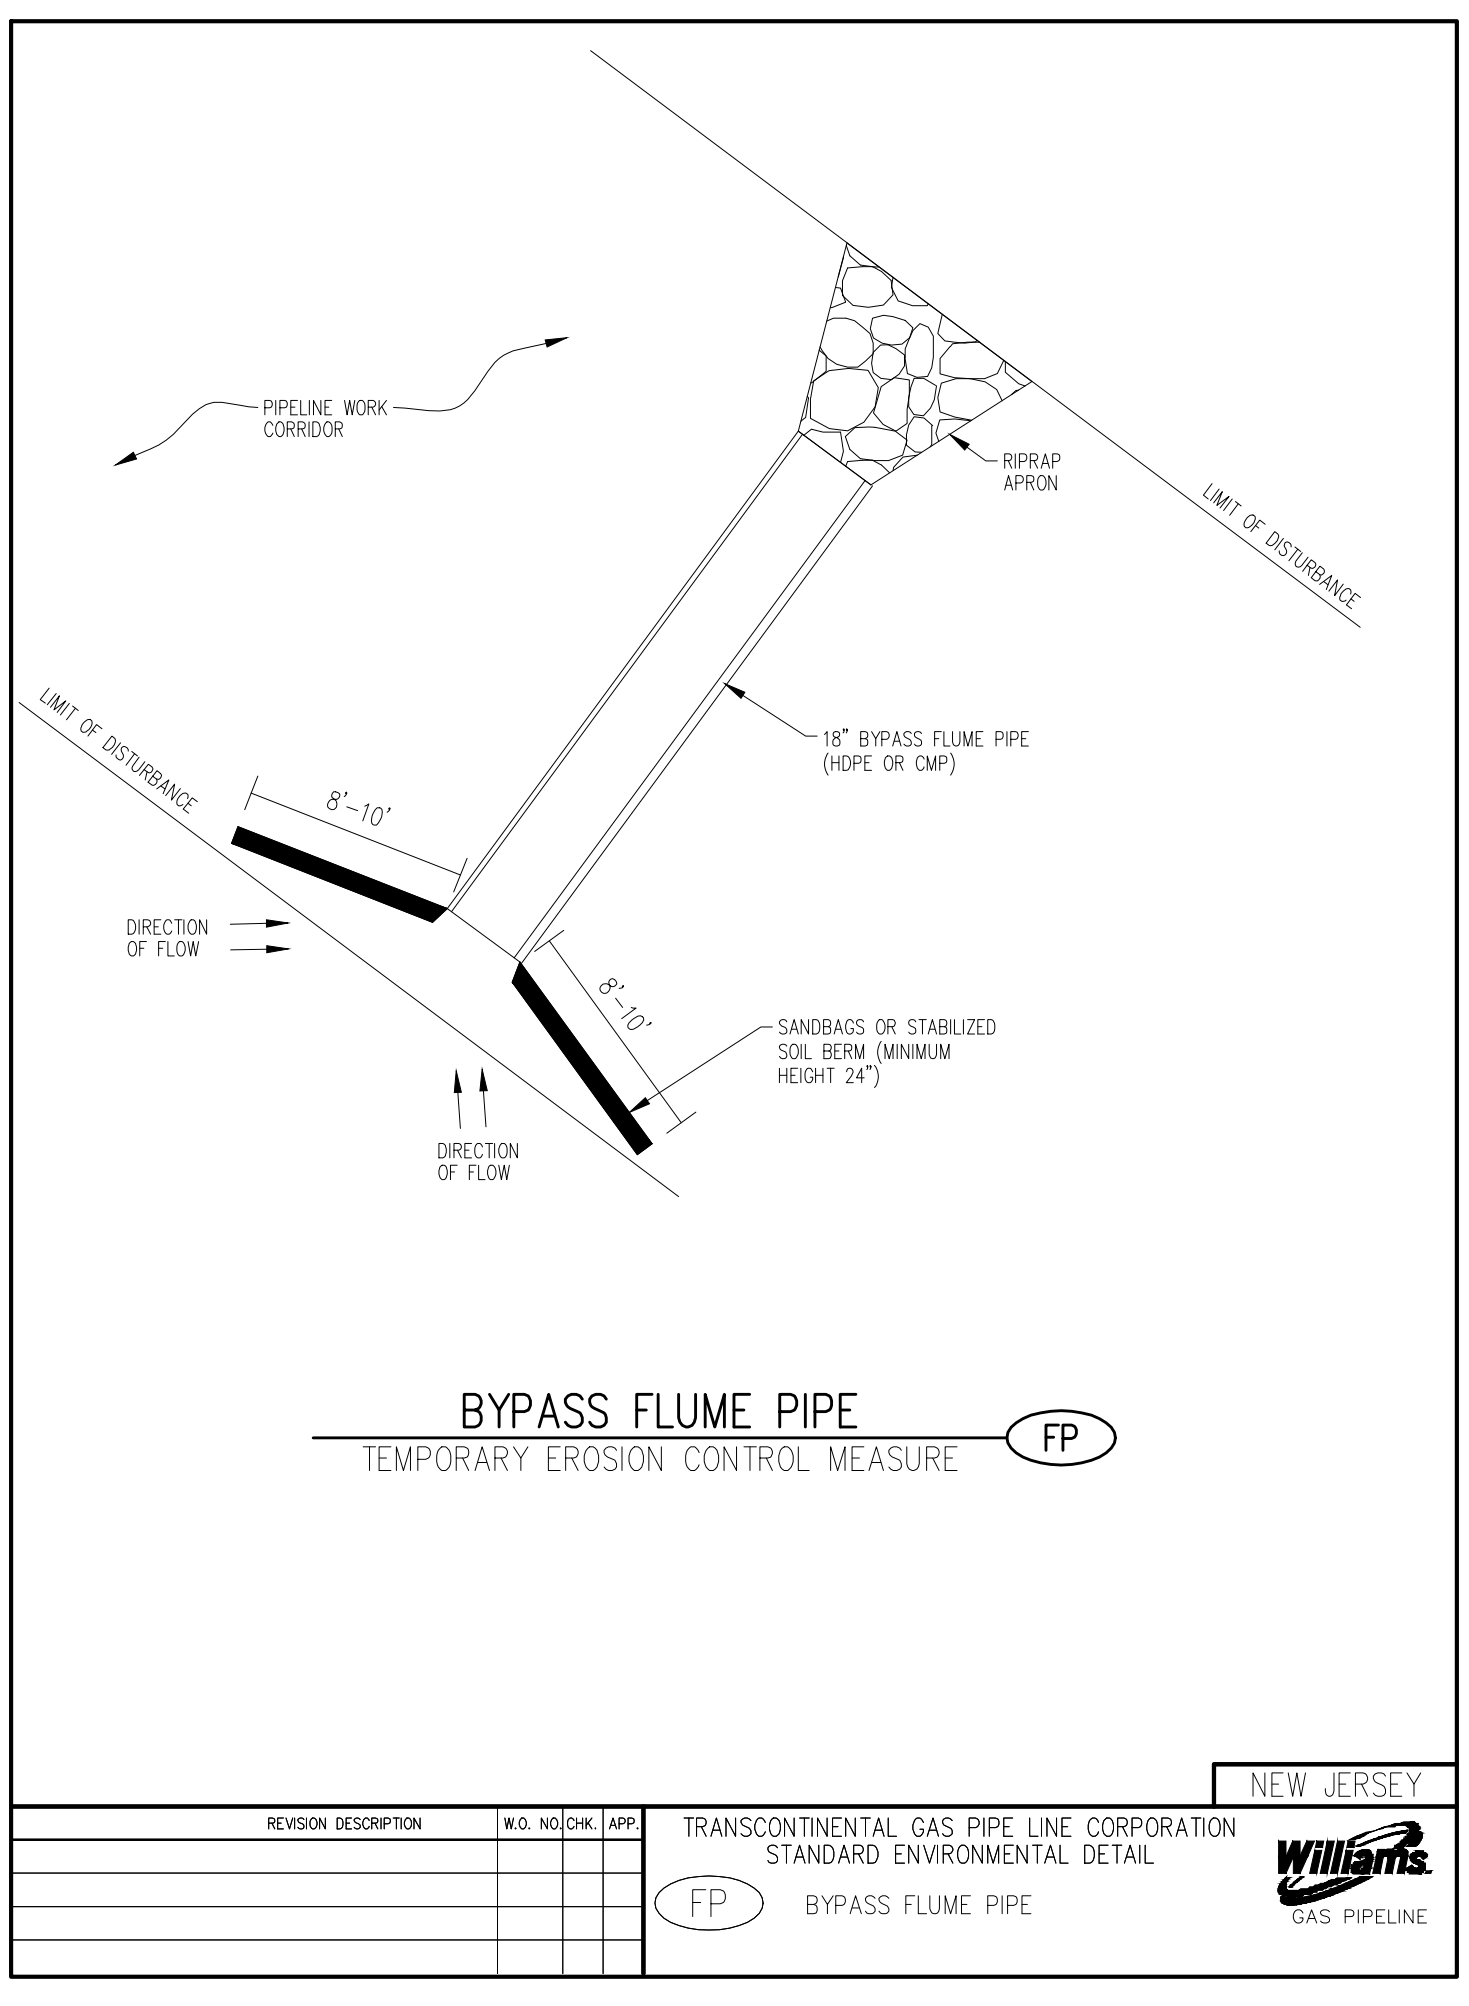 PIPELINE WORK
CORRIDOR
RIPRAP
APRON
LIMIT OF DISTURBANCE
LIMIT OF DISTURBANCE
18" BYPASS FLUME PIPE
(HDPE OR CMP)
8'-10'
DIRECTION
OF FLOW
8'-10'
SANDBAGS OR STABILIZED
SOIL BERM (MINIMUM
HEIGHT 24")
DIRECTION
OF FLOW
BYPASS FLUME PIPE
FP
TEMPORARY EROSION CONTROL MEASURE
NEW JERSEY
REVISION DESCRIPTION W.O. NO. CHK. APP.
TRANSCONTINENTAL GAS PIPE LINE CORPORATION
STANDARD ENVIRONMENTAL DETAIL
FP BYPASS FLUME PIPE
Williams
GAS PIPELINE